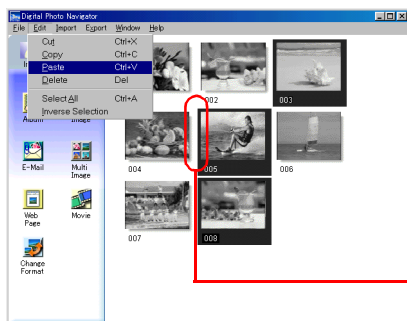 Digital Photo Navigator
File Edit Import Export Window Help
Cut Ctrl+X
Copy Ctrl+C
Paste Ctrl+V
Delete Del
Select All Ctrl+A
Inverse Selection
002 003
Album Image
004 005 006
E-Mail Multi Image
Web Page Movie
007 008
Change Format